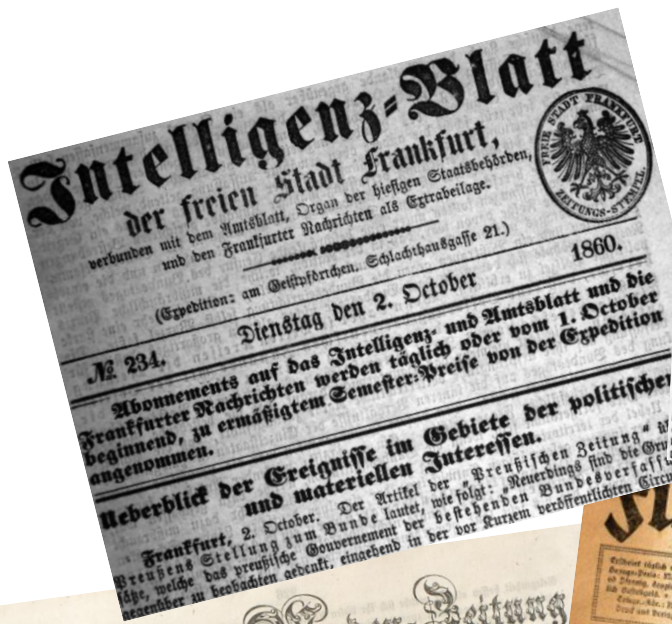 Intelligenz-Blatt
der freien Stadt Frankfurt,
verbunden mit dem Amtsblatt, Organ der hiesigen Staatsbehörden,
und den Frankfurter Nachrichten als Extrabeilage.
FREIE STADT FRANKFURT
ZEITUNGS-STEMPEL
(Expedition: am Geistpförtchen, Schlachthausgasse 21.)
№ 234. Dienstag den 2. October 1860.
Abonnements auf das Intelligenz- und Amtsblatt und die
Frankfurter Nachrichten werden täglich oder vom 1. October
beginnend, zu ermäßigtem Semester-Preise von der Expedition
angenommen.
Ueberblick der Ereignisse im Gebiete der politischen
und materiellen Interessen.
Frankfurt, 2. October. Der Artikel der „Preußischen Zeitung“
Preußens Stellung zum Bunde lautet, wie folgt: „Neuerdings sind die
welche das preußische Gouvernement der bestehenden Bundesverfass
gegenüber zu beobachten gedenkt, eingehend in der vor Kurzem veröffentlichten Circu
Zeitung
Erscheint täglich